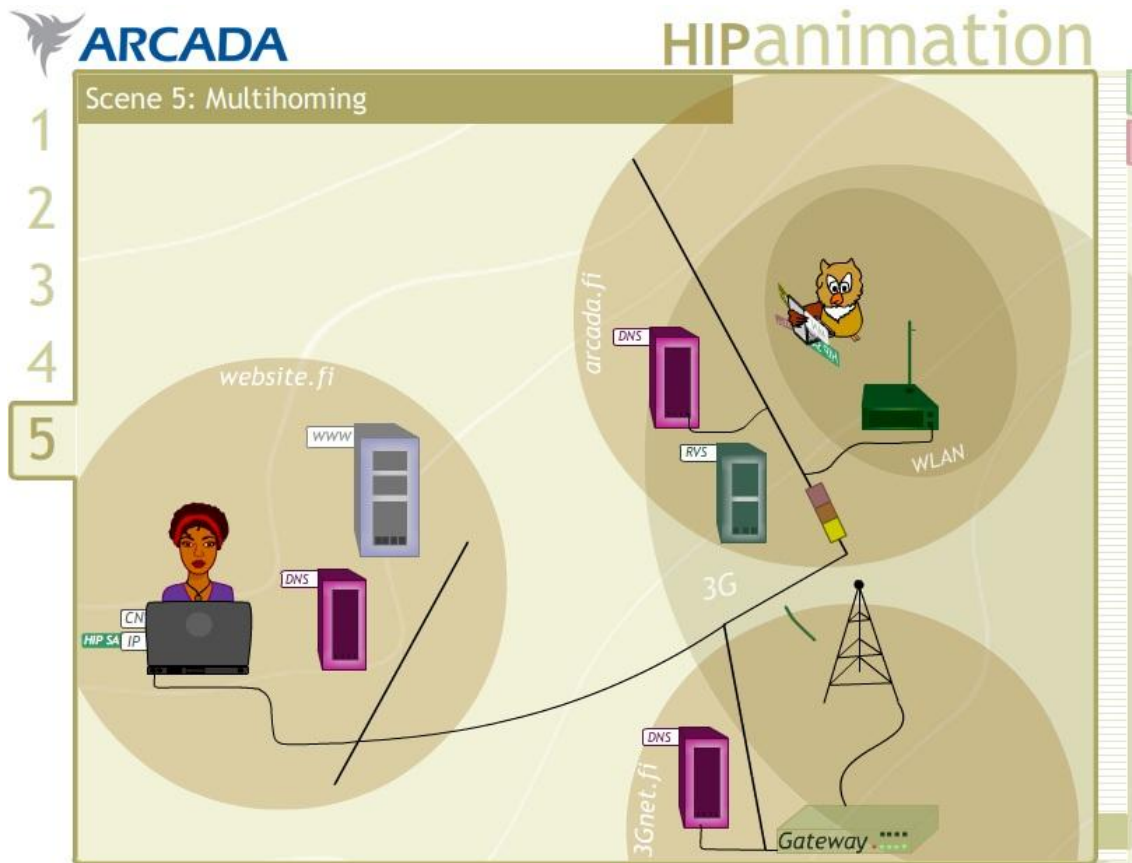 ARCADA
HIPanimation
Scene 5: Multihoming
1
2
3
4
5
website.fi
WWW
DNS
CN
HIP SA
IP
arcada.fi
DNS
RVS
WLAN
3G
3Gnet.fi
DNS
Gateway